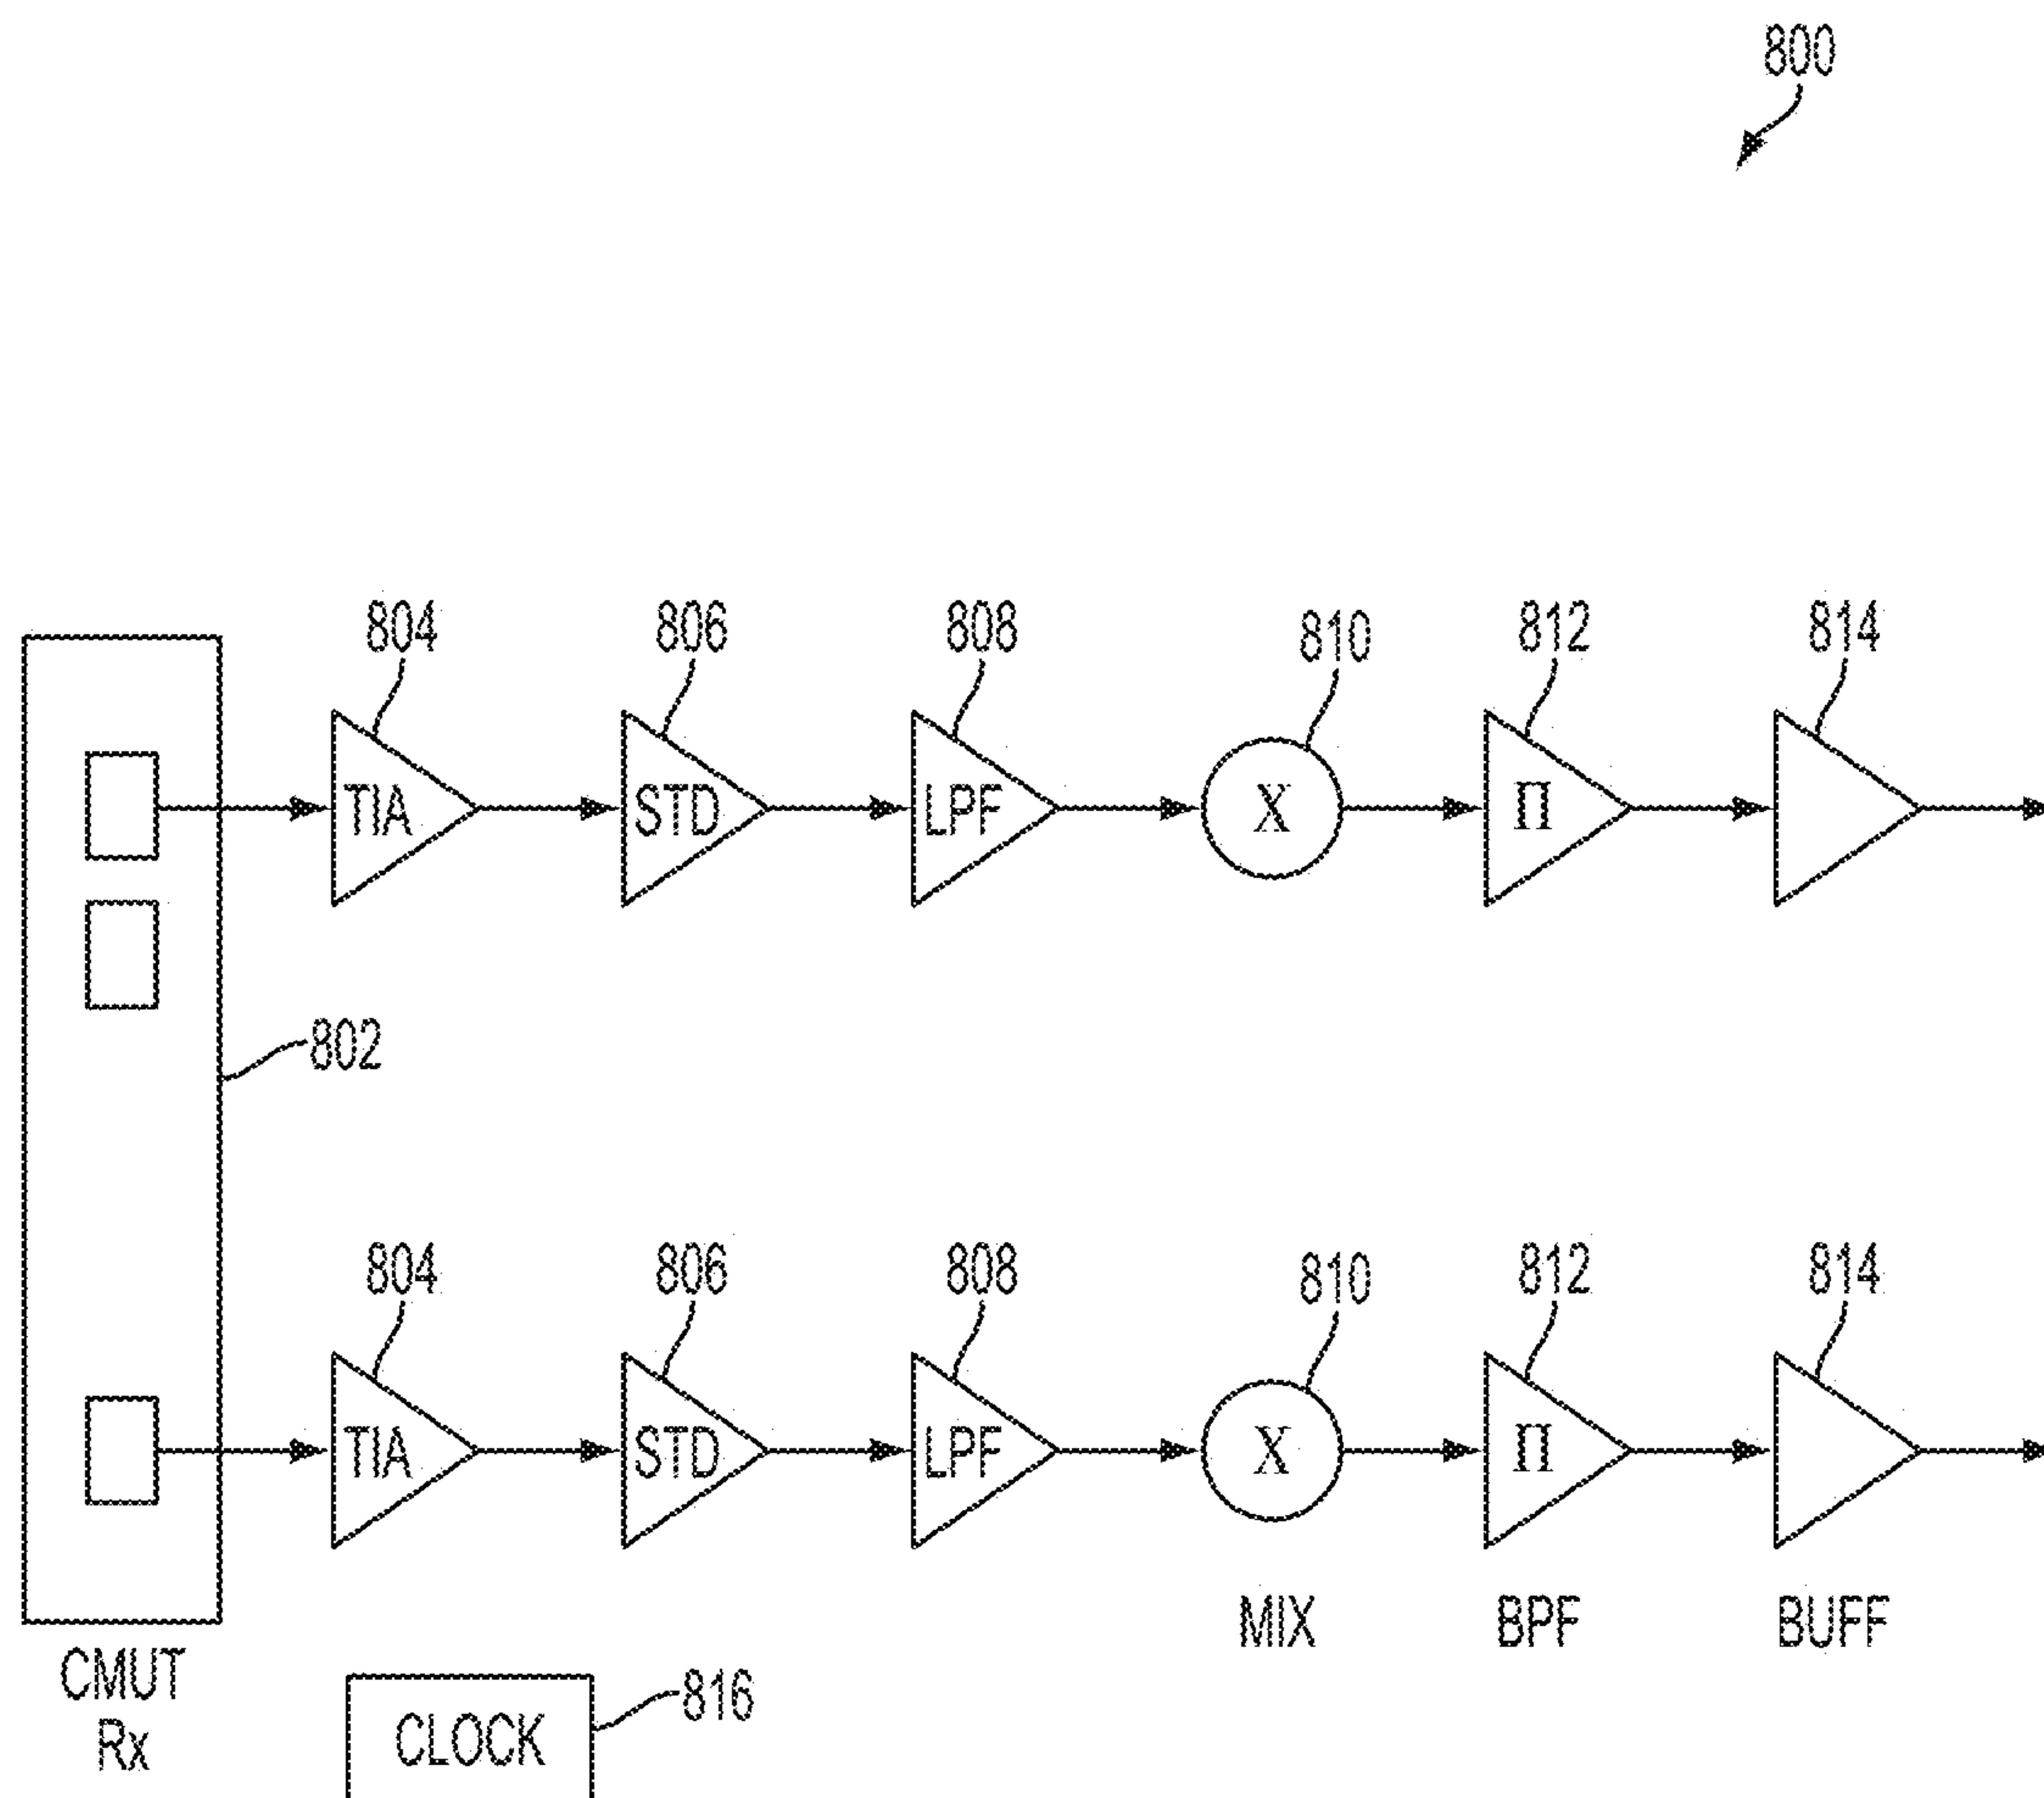 800
804 806 808 810 812 814
TIA STD LPF X Π
802
804 806 808 810 812 814
TIA STD LPF X Π
MIX BPF BUFF
CMUT
Rx
816
CLOCK